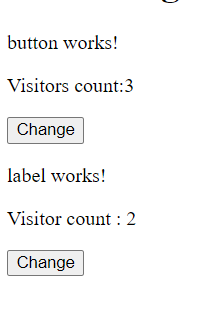 button works!
Visitors count:3
Change
label works!
Visitor count : 2
Change